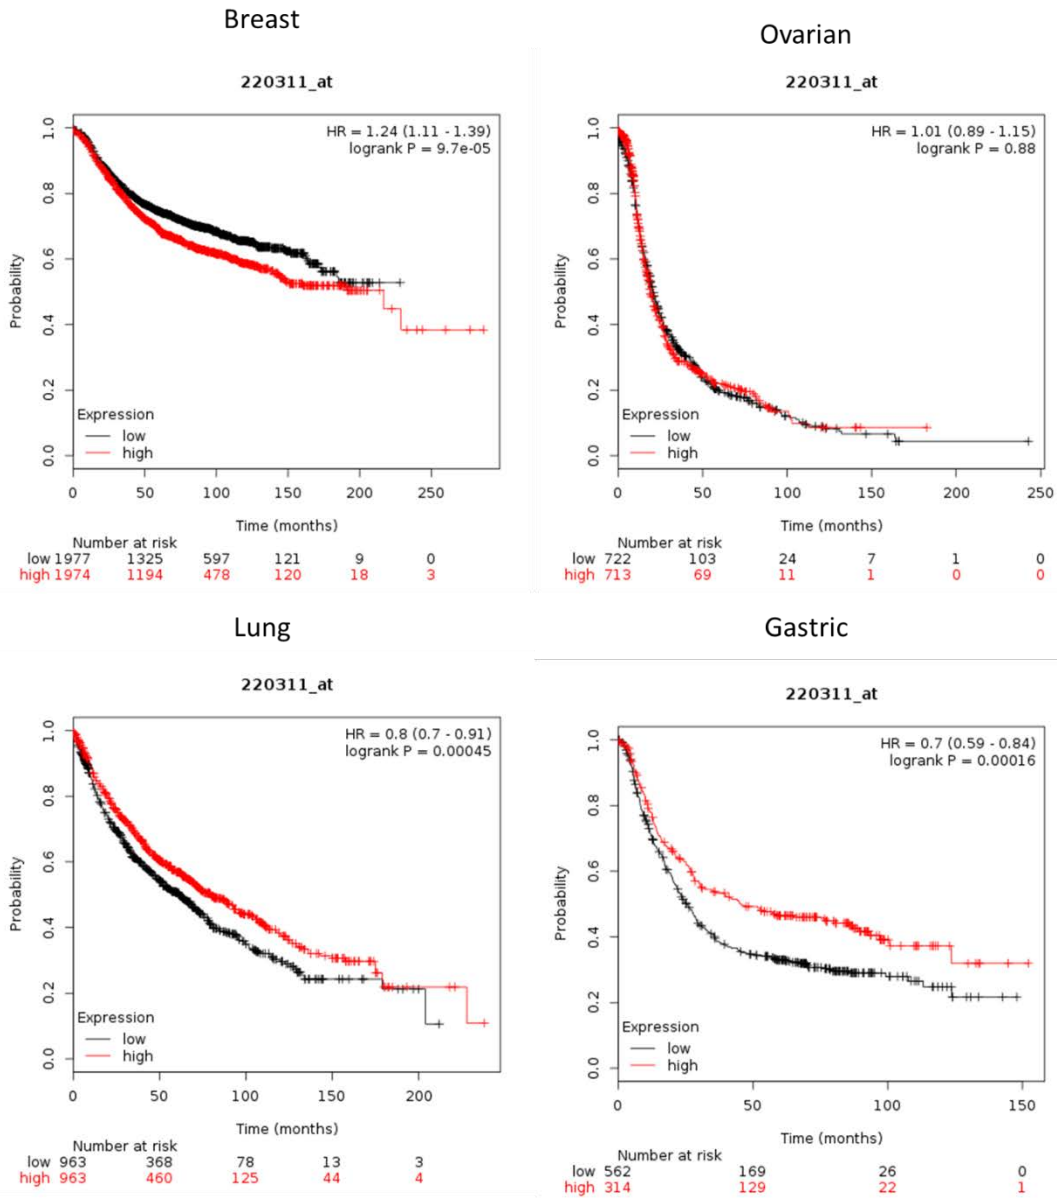 Breast
220311_at
HR = 1.24 (1.11 - 1.39)
logrank P = 9.7e-05
Probability
0.0 0.2 0.4 0.6 0.8 1.0
Expression
low
high
0 50 100 150 200 250
Time (months)
Number at risk
low 1977 1325 597 121 9 0
high 1974 1194 478 120 18 3
Ovarian
220311_at
HR = 1.01 (0.89 - 1.15)
logrank P = 0.88
Probability
0.0 0.2 0.4 0.6 0.8 1.0
Expression
low
high
0 50 100 150 200 250
Time (months)
Number at risk
low 722 103 24 7 1 0
high 713 69 11 1 0 0
Lung
220311_at
HR = 0.8 (0.7 - 0.91)
logrank P = 0.00045
Probability
0.0 0.2 0.4 0.6 0.8 1.0
Expression
low
high
0 50 100 150 200
Time (months)
Number at risk
low 963 368 78 13 3
high 963 460 125 44 4
Gastric
220311_at
HR = 0.7 (0.59 - 0.84)
logrank P = 0.00016
Probability
0.0 0.2 0.4 0.6 0.8 1.0
Expression
low
high
0 50 100 150
Time (months)
Number at risk
low 562 169 26 0
high 314 129 22 1